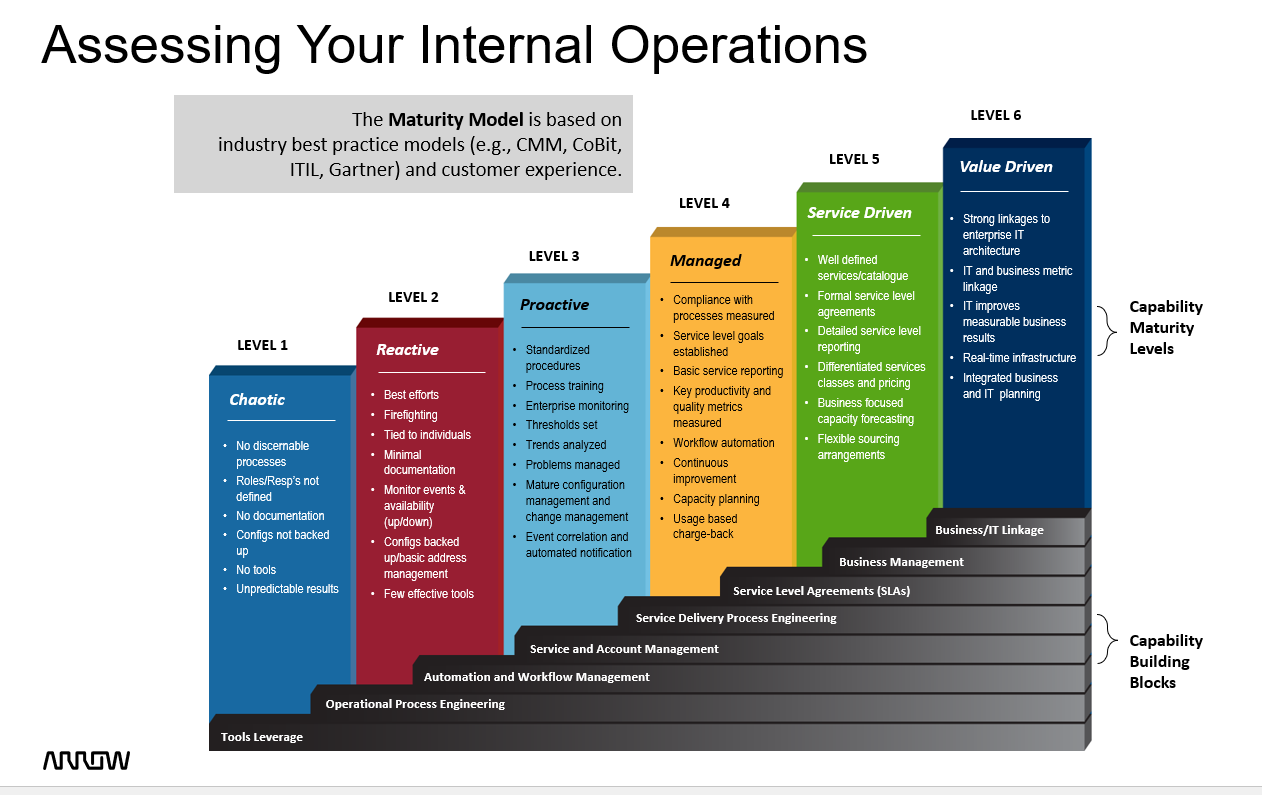 Assessing Your Internal Operations
The Maturity Model is based on
industry best practice models (e.g., CMM, CoBit,
ITIL, Gartner) and customer experience.
LEVEL 1
Chaotic
• No discernable
processes
• Roles/Resp's not
defined
• No documentation
• Configs not backed
up
• No tools
• Unpredictable results
LEVEL 2
Reactive
• Best efforts
• Firefighting
• Tied to individuals
• Minimal
documentation
• Monitor events &
availability
(up/down)
• Configs backed
up/basic address
management
• Few effective tools
LEVEL 3
Proactive
• Standardized
procedures
• Process training
• Enterprise monitoring
• Thresholds set
• Trends analyzed
• Problems managed
• Mature configuration
management and
change management
• Event correlation and
automated notification
LEVEL 4
Managed
• Compliance with
processes measured
• Service level goals
established
• Basic service reporting
• Key productivity and
quality metrics
measured
• Workflow automation
• Continuous
improvement
• Capacity planning
• Usage based
charge-back
LEVEL 5
Service Driven
• Well defined
services/catalogue
• Formal service level
agreements
• Detailed service level
reporting
• Differentiated services
classes and pricing
• Business focused
capacity forecasting
• Flexible sourcing
arrangements
LEVEL 6
Value Driven
• Strong linkages to
enterprise IT
architecture
• IT and business metric
linkage
• IT improves
measurable business
results
• Real-time infrastructure
• Integrated business
and IT planning
Capability
Maturity
Levels
Business/IT Linkage
Business Management
Service Level Agreements (SLAs)
Service Delivery Process Engineering
Service and Account Management
Automation and Workflow Management
Operational Process Engineering
Tools Leverage
Capability
Building
Blocks
ARROW